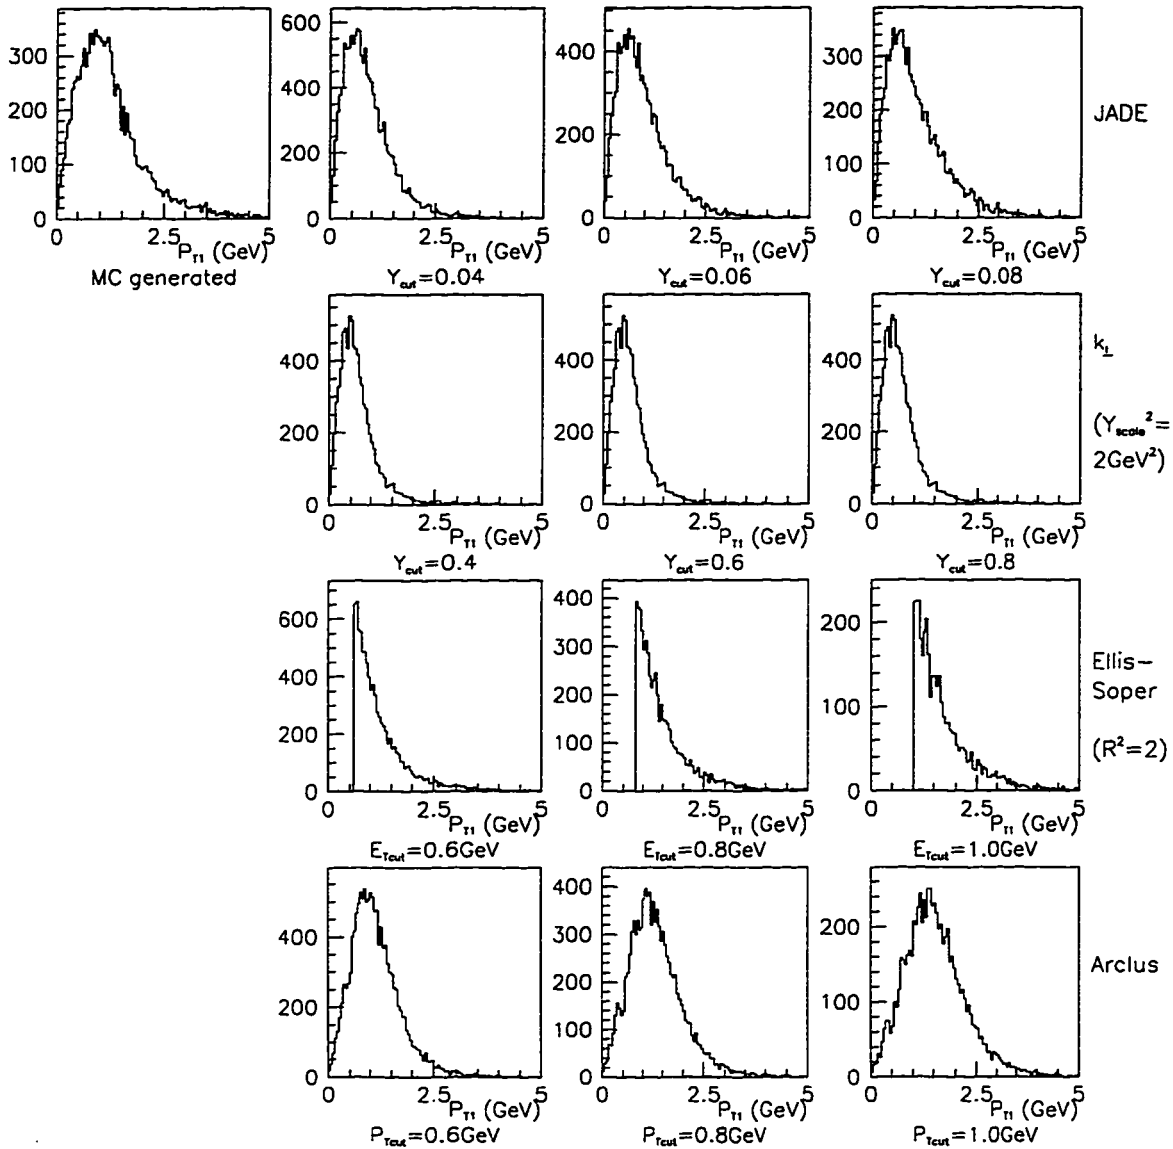 300
200
100
0
0 2.5 5
P_T1 (GeV)
MC generated
600
400
200
0
0 2.5 5
P_T1 (GeV)
Y_cut=0.04
400
200
0
0 2.5 5
P_T1 (GeV)
Y_cut=0.06
300
200
100
0
0 2.5 5
P_T1 (GeV)
Y_cut=0.08
JADE
400
200
0
0 2.5 5
P_T1 (GeV)
Y_cut=0.4
400
200
0
0 2.5 5
P_T1 (GeV)
Y_cut=0.6
400
200
0
0 2.5 5
P_T1 (GeV)
Y_cut=0.8
k_⊥
(Y_scale²=
2GeV²)
600
400
200
0
0 2.5 5
P_T1 (GeV)
E_Tcut=0.6GeV
400
300
200
100
0
0 2.5 5
P_T1 (GeV)
E_Tcut=0.8GeV
200
100
0
0 2.5 5
P_T1 (GeV)
E_Tcut=1.0GeV
Ellis-
Soper
(R²=2)
400
200
0
0 2.5 5
P_T1 (GeV)
P_Tcut=0.6GeV
400
300
200
100
0
0 2.5 5
P_T1 (GeV)
P_Tcut=0.8GeV
200
100
0
0 2.5 5
P_T1 (GeV)
P_Tcut=1.0GeV
Arclus